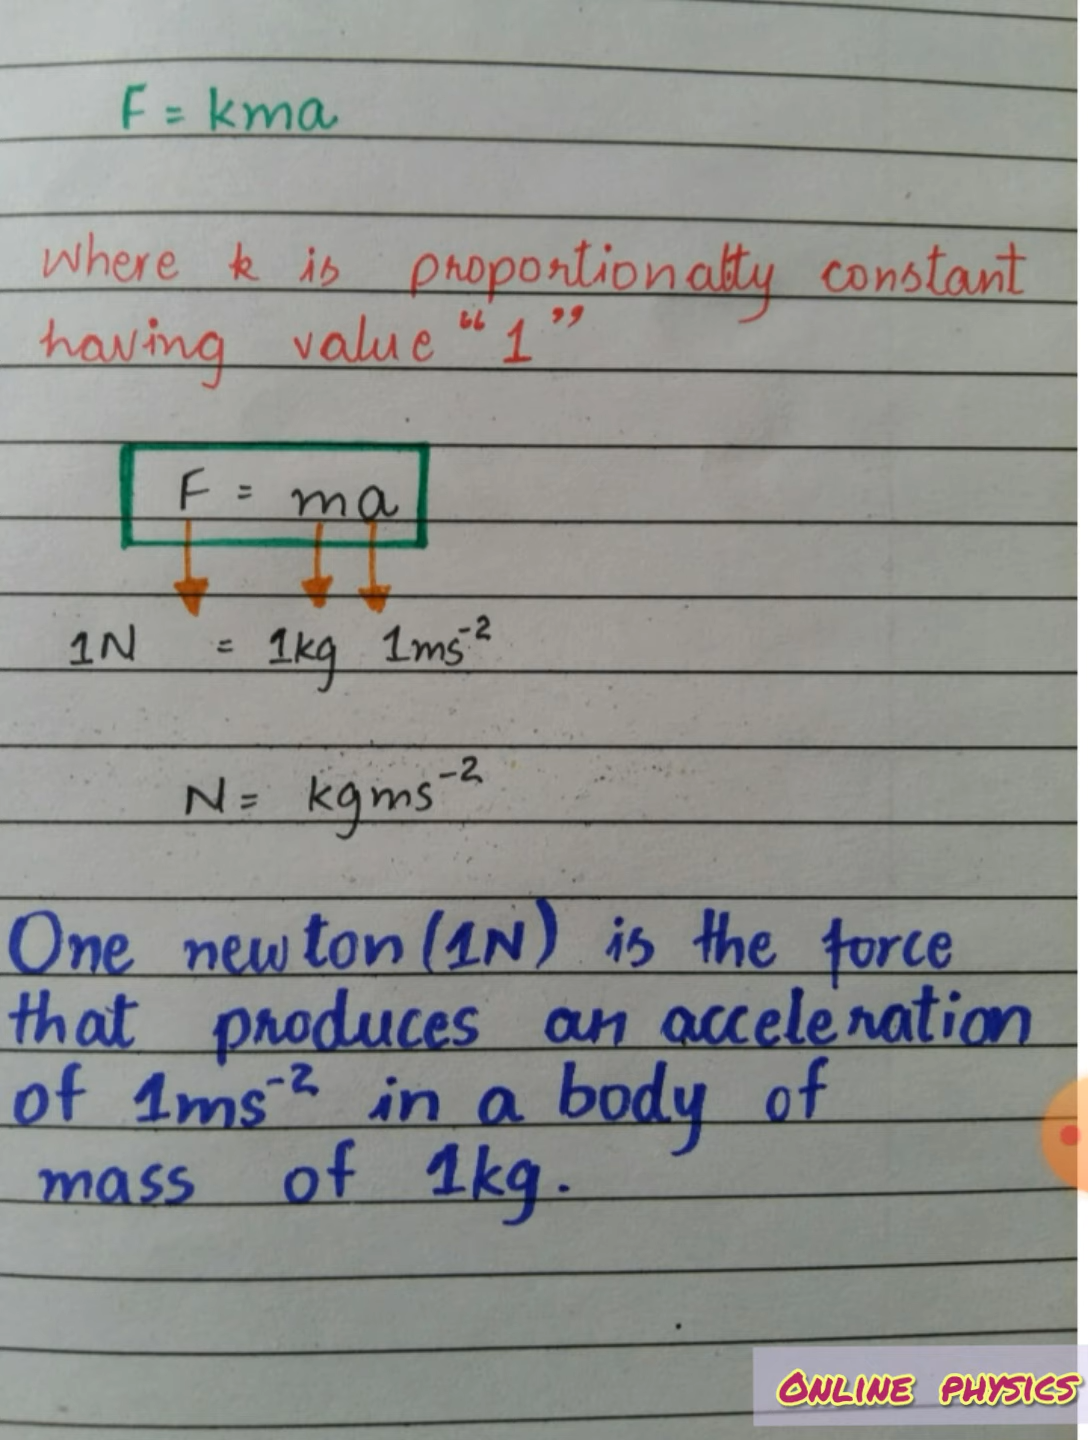 F = kma
where k is proportionalty constant
having value "1"
F = ma
1N = 1kg 1ms⁻²
N = kgms⁻²
One newton (1N) is the force
that produces an acceleration
of 1ms⁻² in a body of
mass of 1kg.
ONLINE PHYSICS